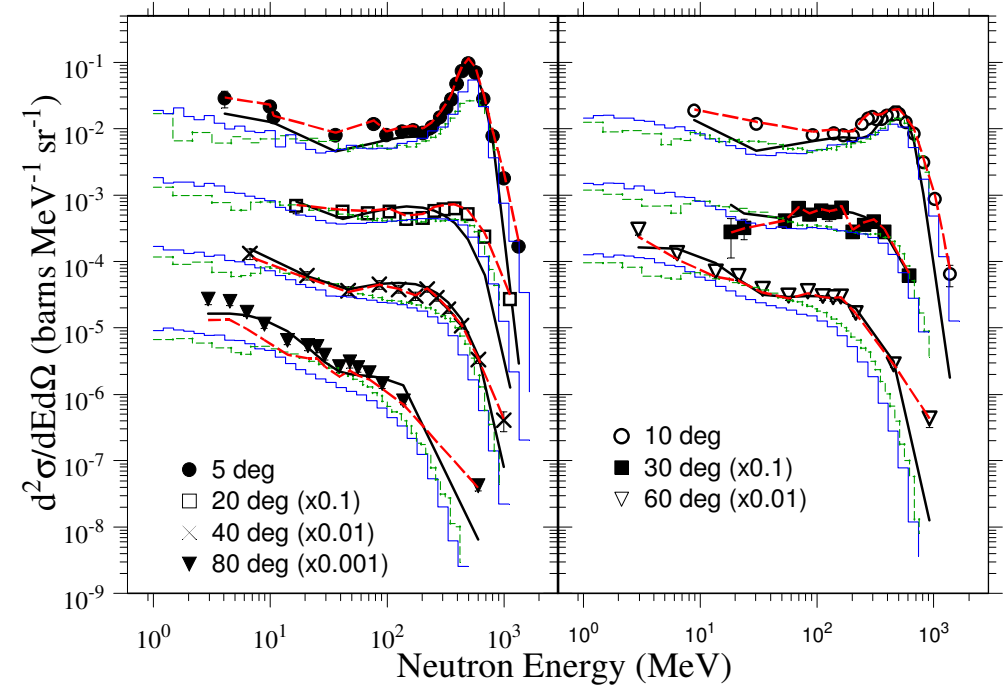 d²σ/dEdΩ (barns MeV⁻¹ sr⁻¹)
10⁻¹
10⁻²
10⁻³
10⁻⁴
10⁻⁵
10⁻⁶
10⁻⁷
10⁻⁸
10⁻⁹
5 deg
20 deg (x0.1)
40 deg (x0.01)
80 deg (x0.001)
10 deg
30 deg (x0.1)
60 deg (x0.01)
10⁰ 10¹ 10² 10³ 10⁰ 10¹ 10² 10³
Neutron Energy (MeV)